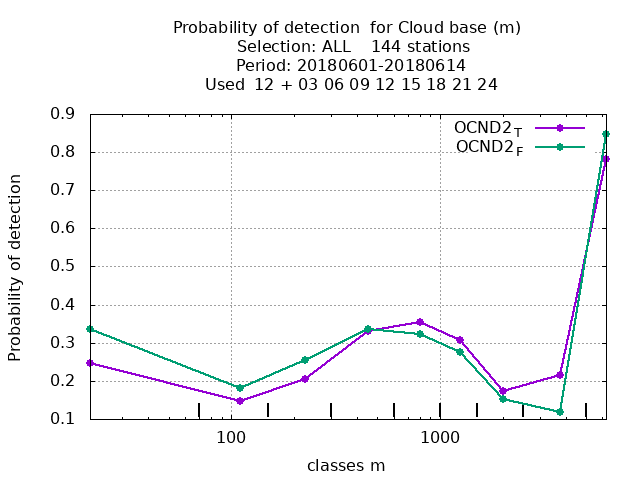 Probability of detection  for Cloud base (m)
Selection: ALL    144 stations
Period: 20180601-20180614
Used  12 + 03 06 09 12 15 18 21 24
OCND2T
OCND2F
0.9
0.8
0.7
0.6
0.5
0.4
0.3
0.2
0.1
Probability of detection
100
1000
classes m